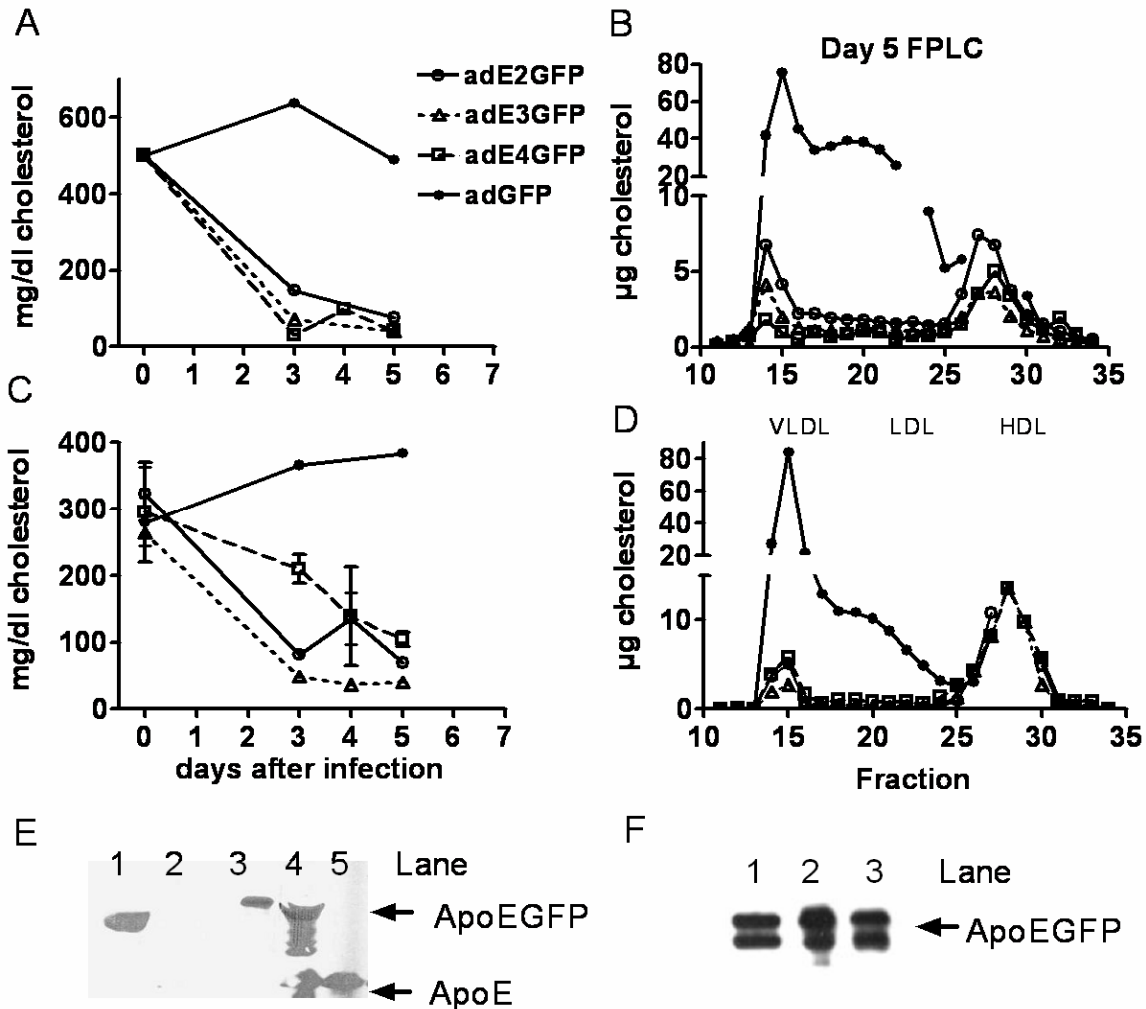 A
mg/dl cholesterol
600
400
200
0
0 1 2 3 4 5 6 7
adE2GFP
adE3GFP
adE4GFP
adGFP
B
Day 5 FPLC
µg cholesterol
80
60
40
20
10
5
0
10 15 20 25 30 35
C
mg/dl cholesterol
400
300
200
100
0
0 1 2 3 4 5 6 7
days after infection
D
VLDL LDL HDL
µg cholesterol
80
60
40
20
10
0
10 15 20 25 30 35
Fraction
E
1 2 3 4 5 Lane
ApoEGFP
ApoE
F
1 2 3 Lane
ApoEGFP